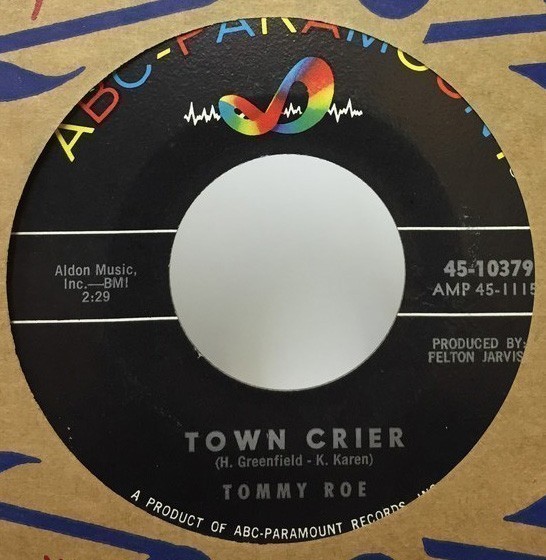 ABC-PARAMOUNT
Aldon Music,
Inc.—BMI
2:29
45-10379
AMP 45-1115
PRODUCED BY:
FELTON JARVIS
TOWN CRIER
(H. Greenfield - K. Karen)
TOMMY ROE
A PRODUCT OF ABC-PARAMOUNT RECORDS, INC.